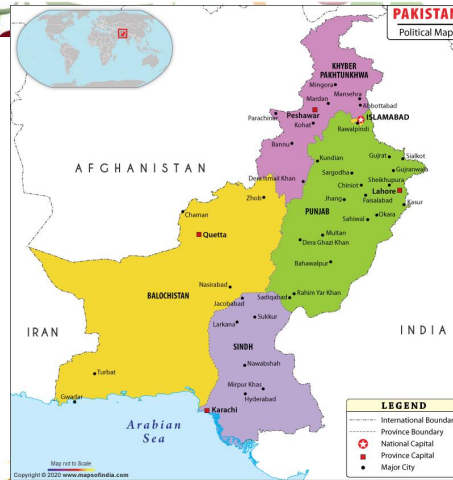 PAKISTAN
Political Map
KHYBER
PAKHTUNKHWA
Mingora
Mansehra
Mardan
Abbottabad
Peshawar
Parachinar
ISLAMABAD
Kohat
Rawalpindi
Bannu
Kundian
Gujrat
Sialkot
Gujranwala
Sargodha
Dera Ismail Khan
Sheikhupura
Chiniot
Lahore
AFGHANISTAN
Zhob
Jhang
Faisalabad
Kasur
PUNJAB
Okara
Chaman
Sahiwal
Quetta
Multan
Dera Ghazi Khan
Bahawalpur
Nasirabad
BALOCHISTAN
Rahim Yar Khan
Sadiqabad
Jacobabad
Sukkur
Larkana
IRAN
INDIA
SINDH
Nawabshah
Turbat
Mirpur Khas
Hyderabad
Gwadar
Karachi
Arabian
Sea
LEGEND
International Boundary
Province Boundary
National Capital
Province Capital
Major City
Map not to Scale
Copyright © 2020 www.mapsofindia.com